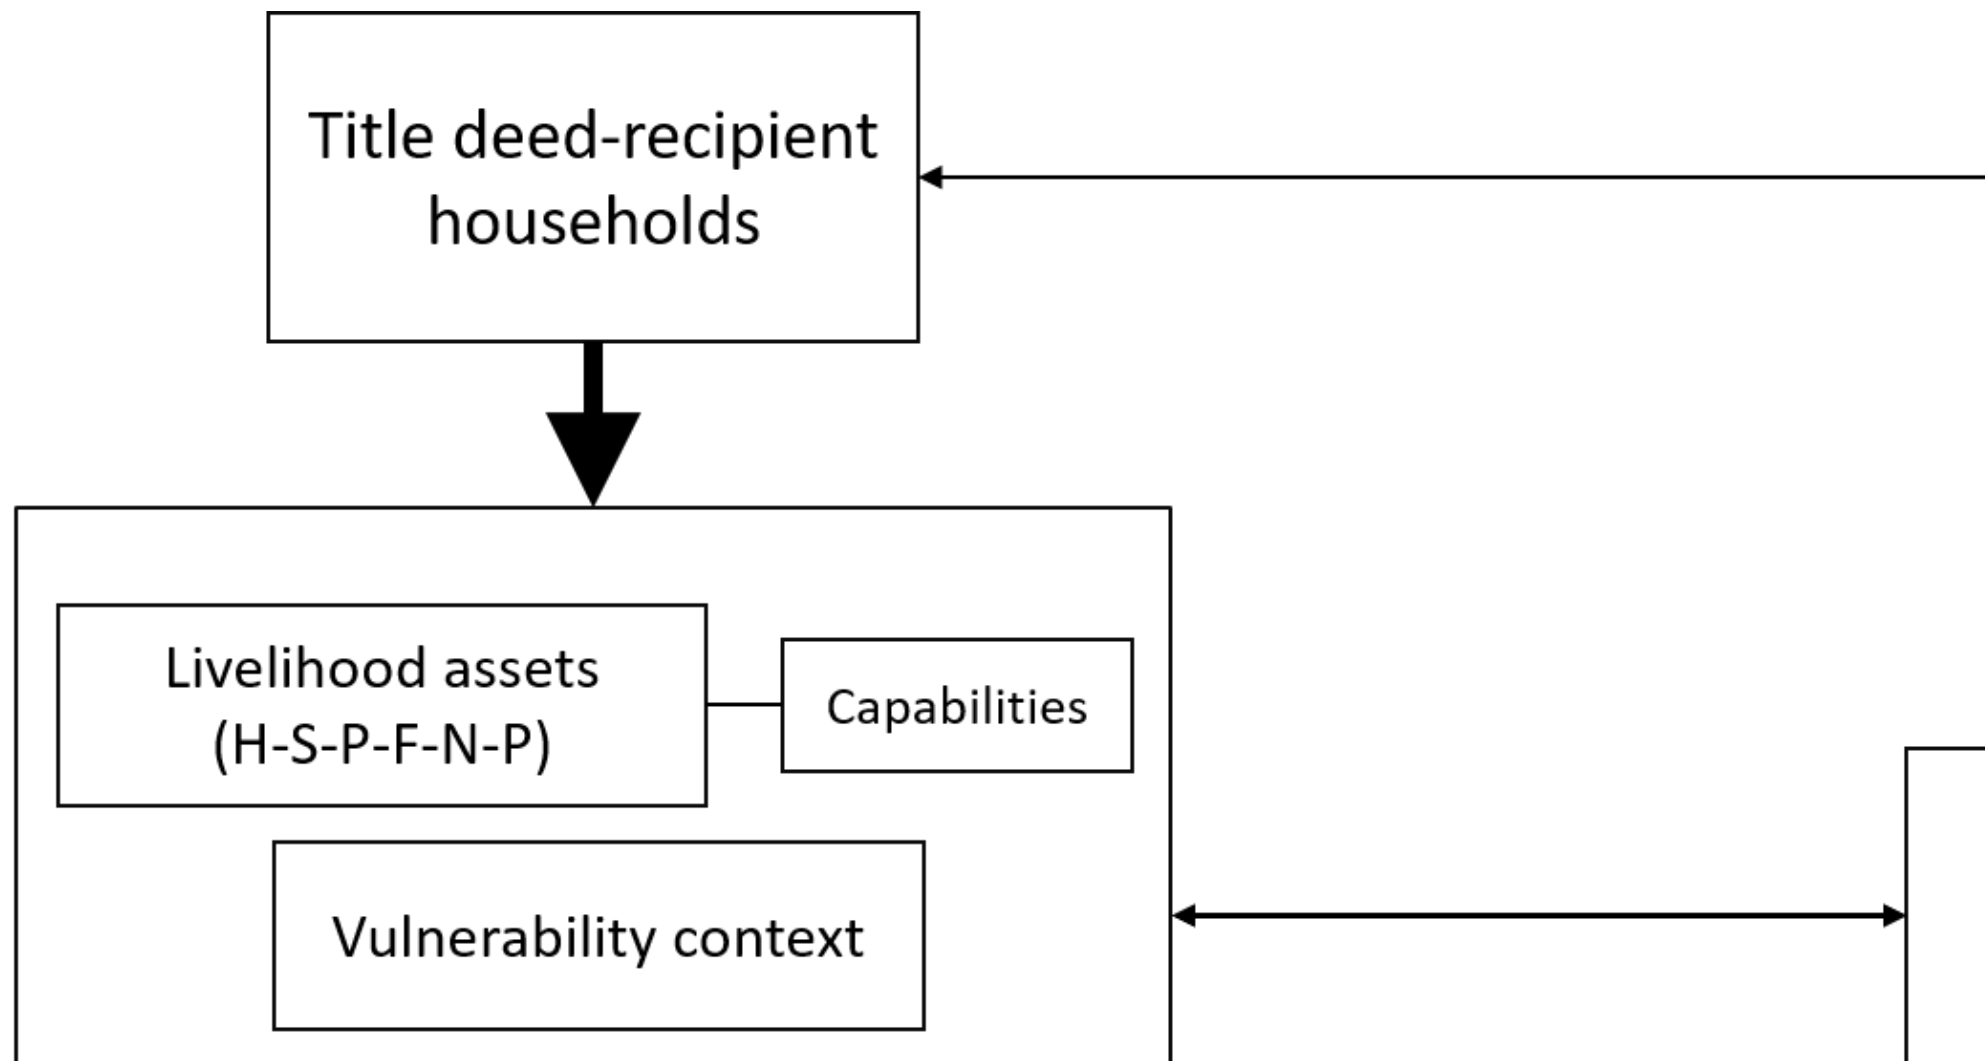 Title deed-recipient
households
Livelihood assets
(H-S-P-F-N-P)
Capabilities
Vulnerability context